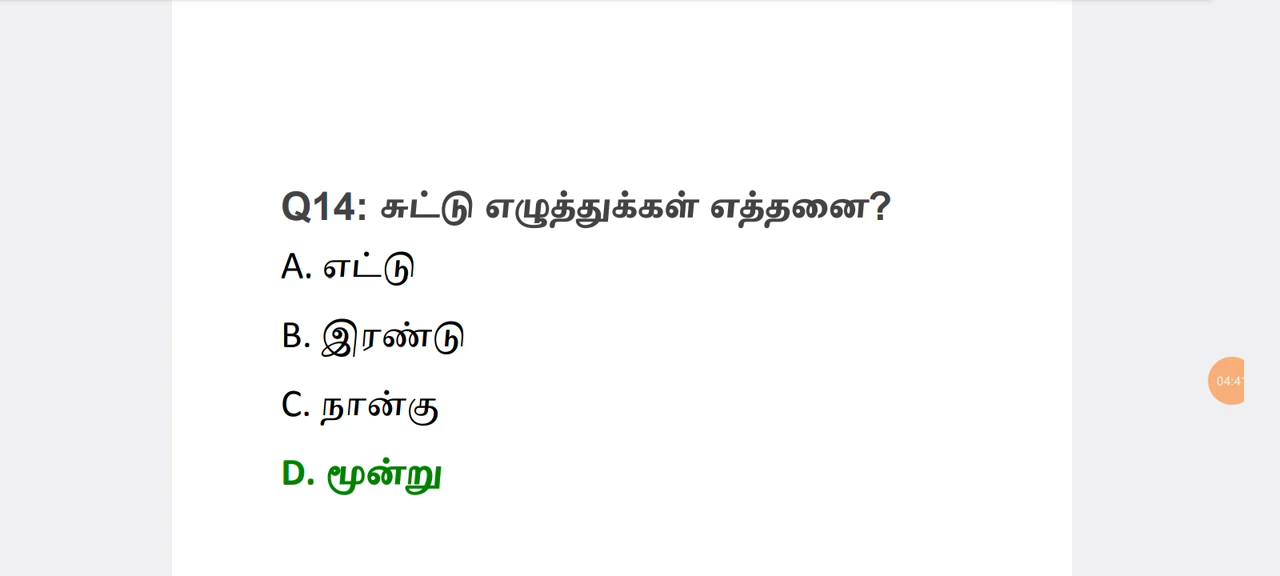 Q14: சுட்டு எழுத்துக்கள் எத்தனை?
A. எட்டு
B. இரண்டு
C. நான்கு
D. மூன்று